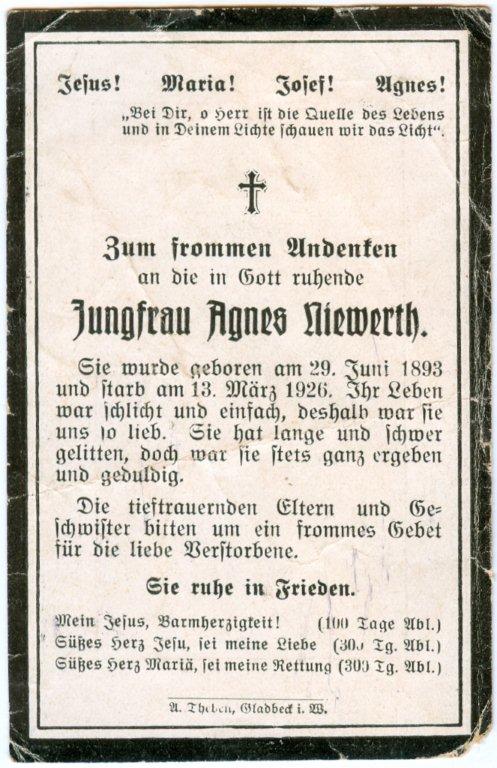 Jesus! Maria! Josef! Agnes!
„Bei Dir, o Herr ist die Quelle des Lebens
und in Deinem Lichte schauen wir das Licht“.
Zum frommen Andenken
an die in Gott ruhende
Jungfrau Agnes Niewerth.
Sie wurde geboren am 29. Juni 1893
und starb am 13. März 1926. Ihr Leben
war schlicht und einfach, deshalb war sie
uns so lieb. Sie hat lange und schwer
gelitten, doch war sie stets ganz ergeben
und geduldig.
Die tieftrauernden Eltern und Ge-
schwister bitten um ein frommes Gebet
für die liebe Verstorbene.
Sie ruhe in Frieden.
Mein Jesus, Barmherzigkeit! (100 Tage Abl.)
Süßes Herz Jesu, sei meine Liebe (300 Tg. Abl.)
Süßes Herz Mariä, sei meine Rettung (300 Tg. Abl.)
A. Theben, Gladbeck i. W.